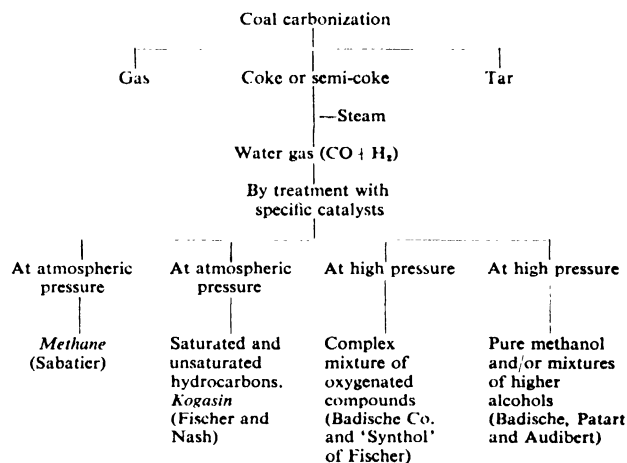 Coal carbonization
Gas
Coke or semi-coke
Tar
—Steam
Water gas (CO + H₂)
By treatment with
specific catalysts
At atmospheric
pressure
Methane
(Sabatier)
At atmospheric
pressure
Saturated and
unsaturated
hydrocarbons.
Kogasin
(Fischer and
Nash)
At high pressure
Complex
mixture of
oxygenated
compounds
(Badische Co.
and 'Synthol'
of Fischer)
At high pressure
Pure methanol
and/or mixtures
of higher
alcohols
(Badische, Patart
and Audibert)